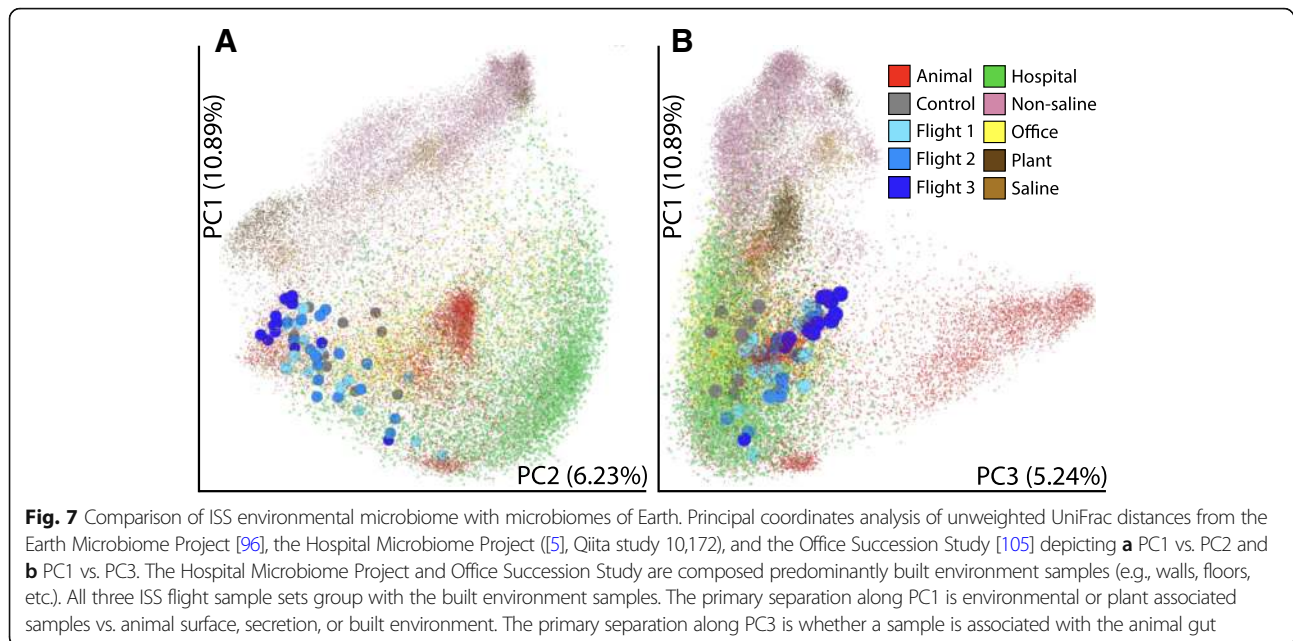 A
B
PC1 (10.89%)
PC2 (6.23%)
PC1 (10.89%)
PC3 (5.24%)
Animal
Control
Flight 1
Flight 2
Flight 3
Hospital
Non-saline
Office
Plant
Saline
Fig. 7 Comparison of ISS environmental microbiome with microbiomes of Earth. Principal coordinates analysis of unweighted UniFrac distances from the
Earth Microbiome Project [96], the Hospital Microbiome Project ([5], Qiita study 10,172), and the Office Succession Study [105] depicting a PC1 vs. PC2 and
b PC1 vs. PC3. The Hospital Microbiome Project and Office Succession Study are composed predominantly built environment samples (e.g., walls, floors,
etc.). All three ISS flight sample sets group with the built environment samples. The primary separation along PC1 is environmental or plant associated
samples vs. animal surface, secretion, or built environment. The primary separation along PC3 is whether a sample is associated with the animal gut